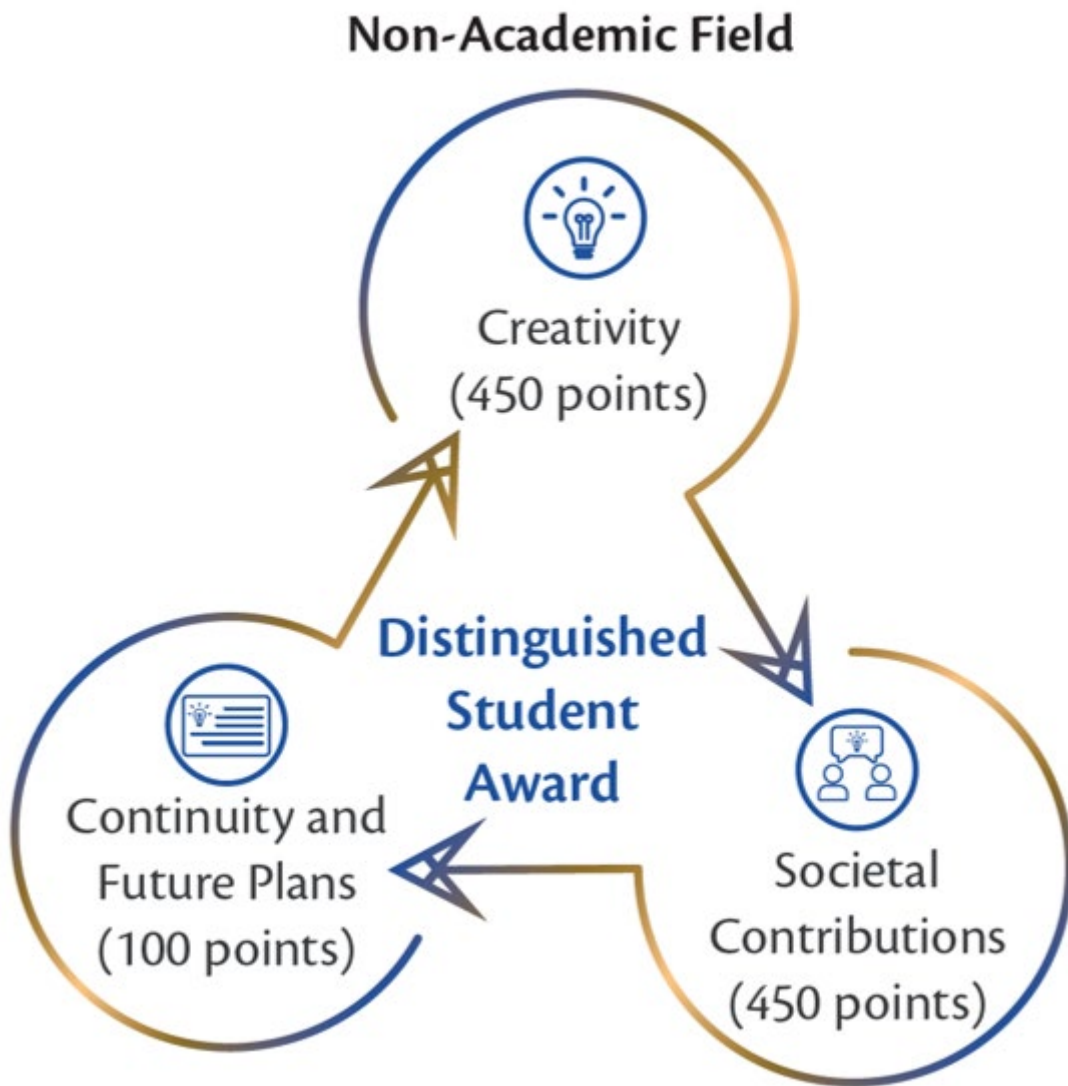 Non-Academic Field
Creativity
(450 points)
Distinguished
Student
Award
Continuity and
Future Plans
(100 points)
Societal
Contributions
(450 points)